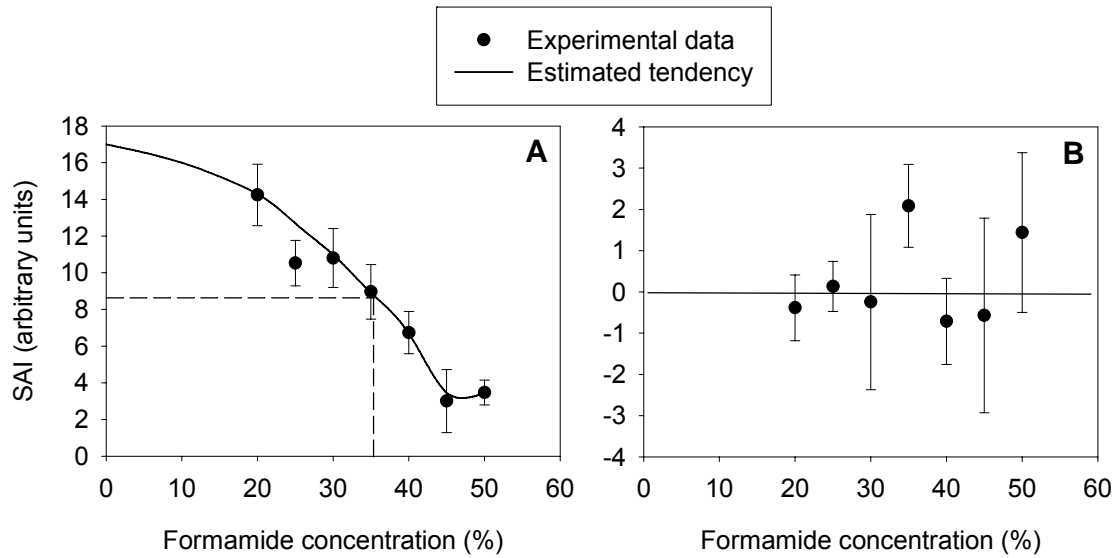 Experimental data
Estimated tendency
A
18
16
14
12
10
8
6
4
2
0
SAI (arbitrary units)
0 10 20 30 40 50 60
Formamide concentration (%)
B
4
3
2
1
0
-1
-2
-3
-4
0 10 20 30 40 50 60
Formamide concentration (%)